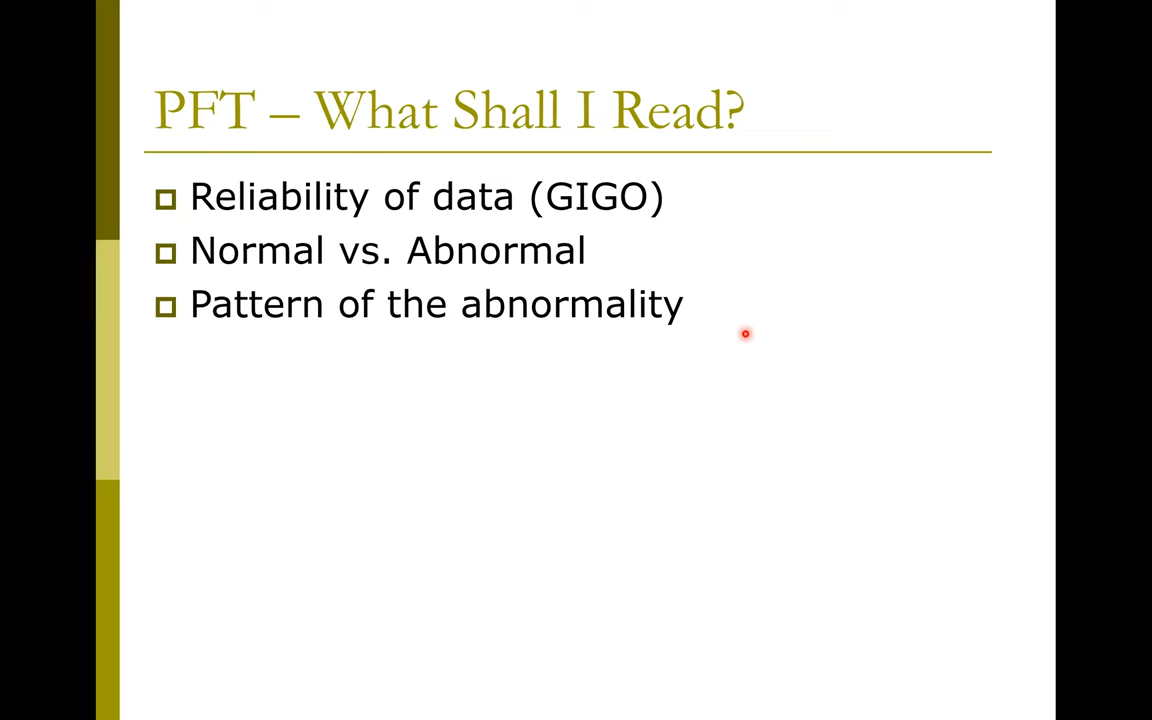 PFT – What Shall I Read?
Reliability of data (GIGO)
Normal vs. Abnormal
Pattern of the abnormality